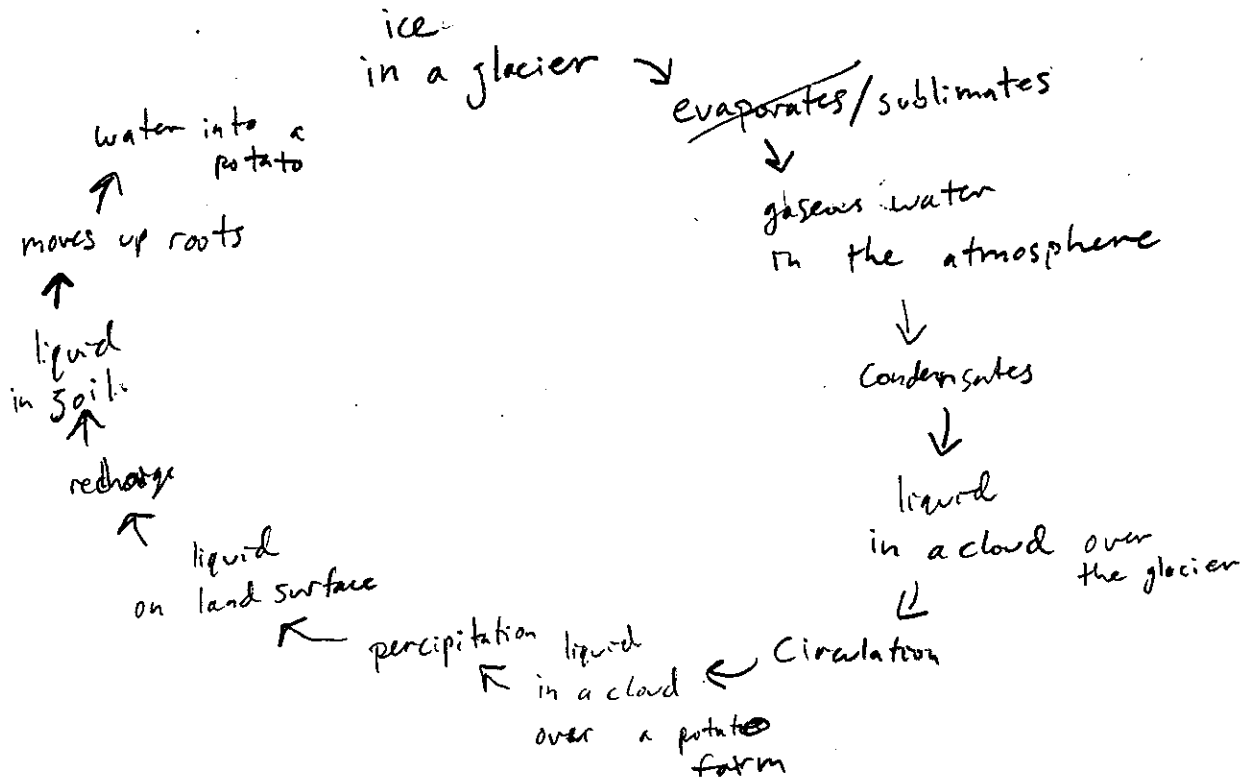 ice
in a glacier
evaporates/sublimates
gaseous water
in the atmosphere
Condensates
liquid
in a cloud over
the glacier
Circulation
liquid
in a cloud
over a potato
farm
percipitation
liquid
on land surface
recharge
liquid
in soil
moves up roots
water into a
potato